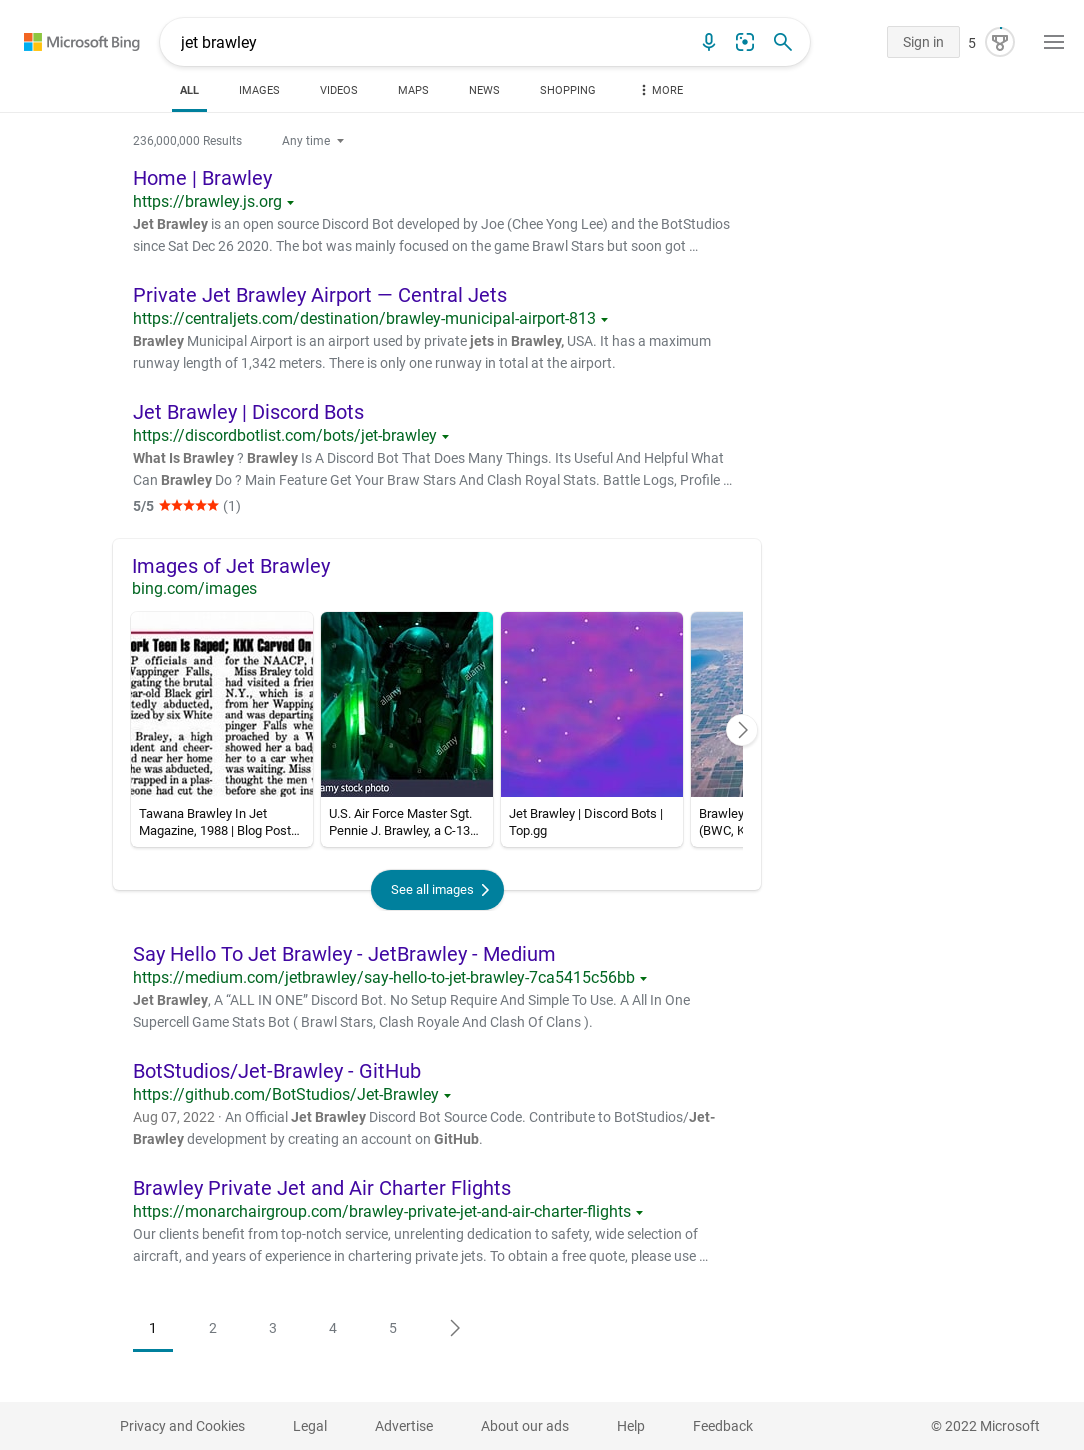 Microsoft Bing
jet brawley
Sign in
5
ALL
IMAGES
VIDEOS
MAPS
NEWS
SHOPPING
MORE
236,000,000 Results
Any time
Home | Brawley
https://brawley.js.org
Jet Brawley is an open source Discord Bot developed by Joe (Chee Yong Lee) and the BotStudios
since Sat Dec 26 2020. The bot was mainly focused on the game Brawl Stars but soon got …
Private Jet Brawley Airport — Central Jets
https://centraljets.com/destination/brawley-municipal-airport-813
Brawley Municipal Airport is an airport used by private jets in Brawley, USA. It has a maximum
runway length of 1,342 meters. There is only one runway in total at the airport.
Jet Brawley | Discord Bots
https://discordbotlist.com/bots/jet-brawley
What Is Brawley ? Brawley Is A Discord Bot That Does Many Things. Its Useful And Helpful What
Can Brawley Do ? Main Feature Get Your Braw Stars And Clash Royal Stats. Battle Logs, Profile …
5/5 ★★★★★ (1)
Images of Jet Brawley
bing.com/images
ork Teen Is Raped; KKK Carved On
P officials and
Wappinger Falls,
gating the brutal
ear-old Black girl
tedly abducted,
ized by six White
Braley, a high
dent and cheer-
d near her home
he was abducted,
rapped in a plas-
eone had cut the
for the NAACP,
Miss Braley told
had visited a frie
N.Y., which is a
from her Wapping
and was departing
pinger Falls whe
proached by a W
showed her a bad
her to a car wher
was waiting. Miss
thought the men
before she got ins
alamy
alamy
alamy
amy stock photo
Tawana Brawley In Jet
Magazine, 1988 | Blog Post…
U.S. Air Force Master Sgt.
Pennie J. Brawley, a C-13…
Jet Brawley | Discord Bots |
Top.gg
Brawley
(BWC, K
See all images
Say Hello To Jet Brawley - JetBrawley - Medium
https://medium.com/jetbrawley/say-hello-to-jet-brawley-7ca5415c56bb
Jet Brawley, A “ALL IN ONE” Discord Bot. No Setup Require And Simple To Use. A All In One
Supercell Game Stats Bot ( Brawl Stars, Clash Royale And Clash Of Clans ).
BotStudios/Jet-Brawley - GitHub
https://github.com/BotStudios/Jet-Brawley
Aug 07, 2022 · An Official Jet Brawley Discord Bot Source Code. Contribute to BotStudios/Jet-
Brawley development by creating an account on GitHub.
Brawley Private Jet and Air Charter Flights
https://monarchairgroup.com/brawley-private-jet-and-air-charter-flights
Our clients benefit from top-notch service, unrelenting dedication to safety, wide selection of
aircraft, and years of experience in chartering private jets. To obtain a free quote, please use …
1 2 3 4 5
Privacy and Cookies
Legal
Advertise
About our ads
Help
Feedback
© 2022 Microsoft